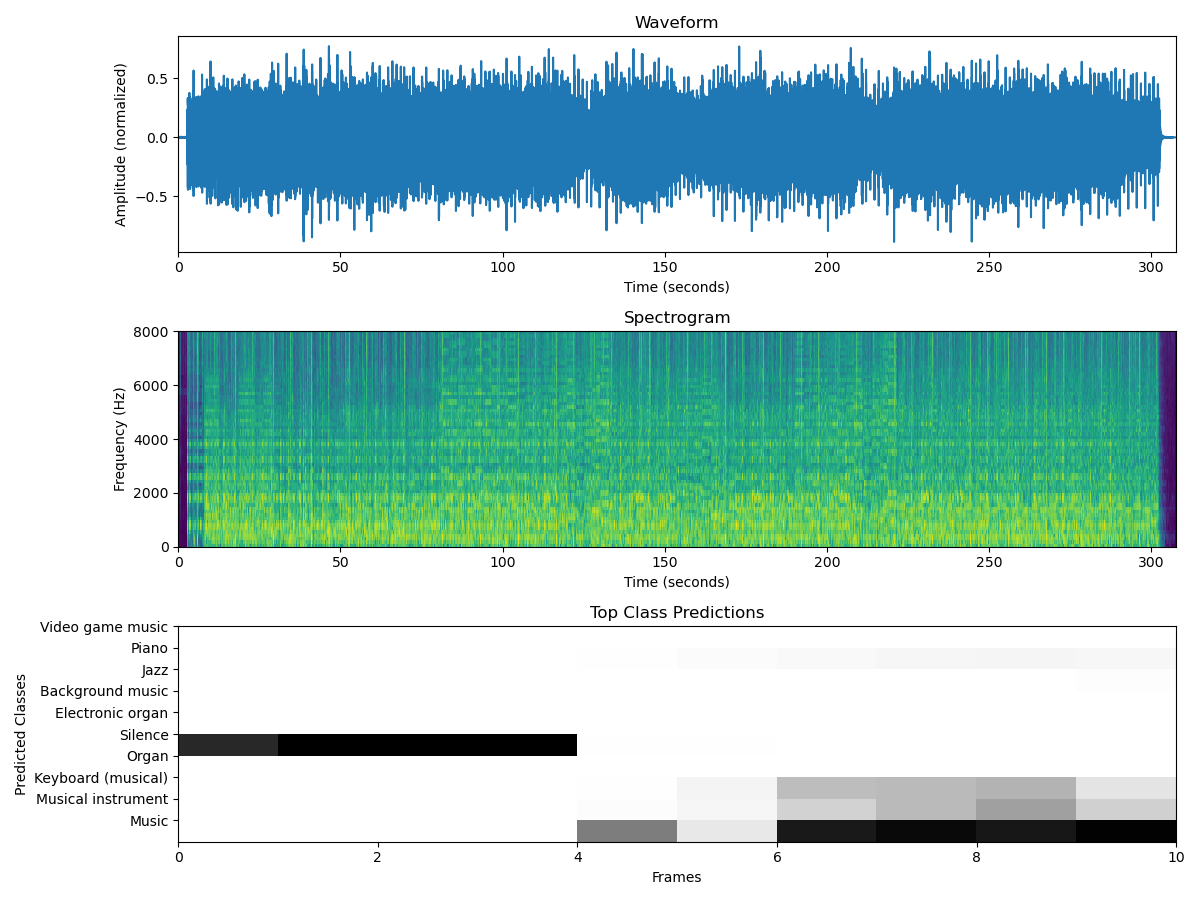 Waveform
Amplitude (normalized)
0.5
0.0
−0.5
0 50 100 150 200 250 300
Time (seconds)
Spectrogram
Frequency (Hz)
8000
6000
4000
2000
0
0 50 100 150 200 250 300
Time (seconds)
Top Class Predictions
Predicted Classes
Video game music
Piano
Jazz
Background music
Electronic organ
Silence
Organ
Keyboard (musical)
Musical instrument
Music
0 2 4 6 8 10
Frames